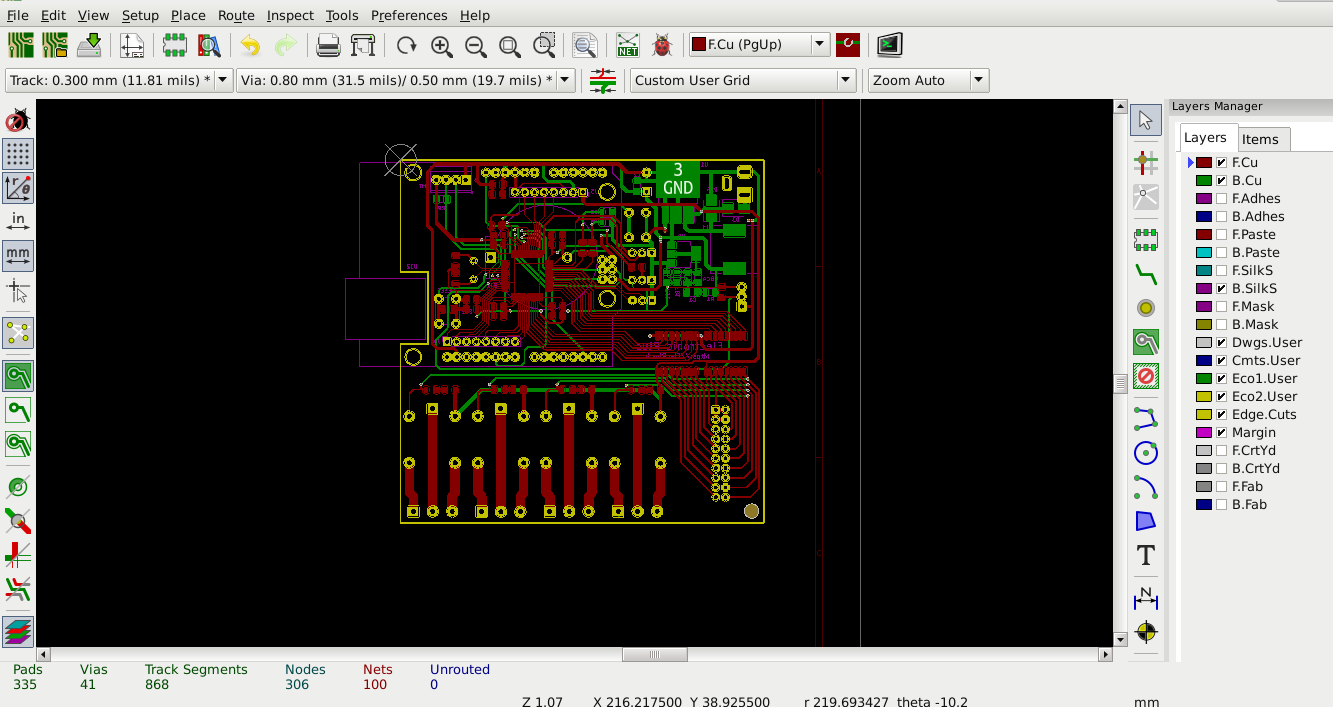 File Edit View Setup Place Route Inspect Tools Preferences Help
NET
F.Cu (PgUp)
Track: 0.300 mm (11.81 mils) *
Via: 0.80 mm (31.5 mils)/ 0.50 mm (19.7 mils) *
Custom User Grid
Zoom Auto
Layers Manager
Layers Items
F.Cu
B.Cu
F.Adhes
B.Adhes
F.Paste
B.Paste
F.SilkS
B.SilkS
F.Mask
B.Mask
Dwgs.User
Cmts.User
Eco1.User
Eco2.User
Edge.Cuts
Margin
F.CrtYd
B.CrtYd
F.Fab
B.Fab
in
mm
3
GND
T
N
Pads Vias Track Segments Nodes Nets Unrouted
335 41 868 306 100 0
Z 1.07 X 216.217500 Y 38.925500 r 219.693427 theta -10.2 mm